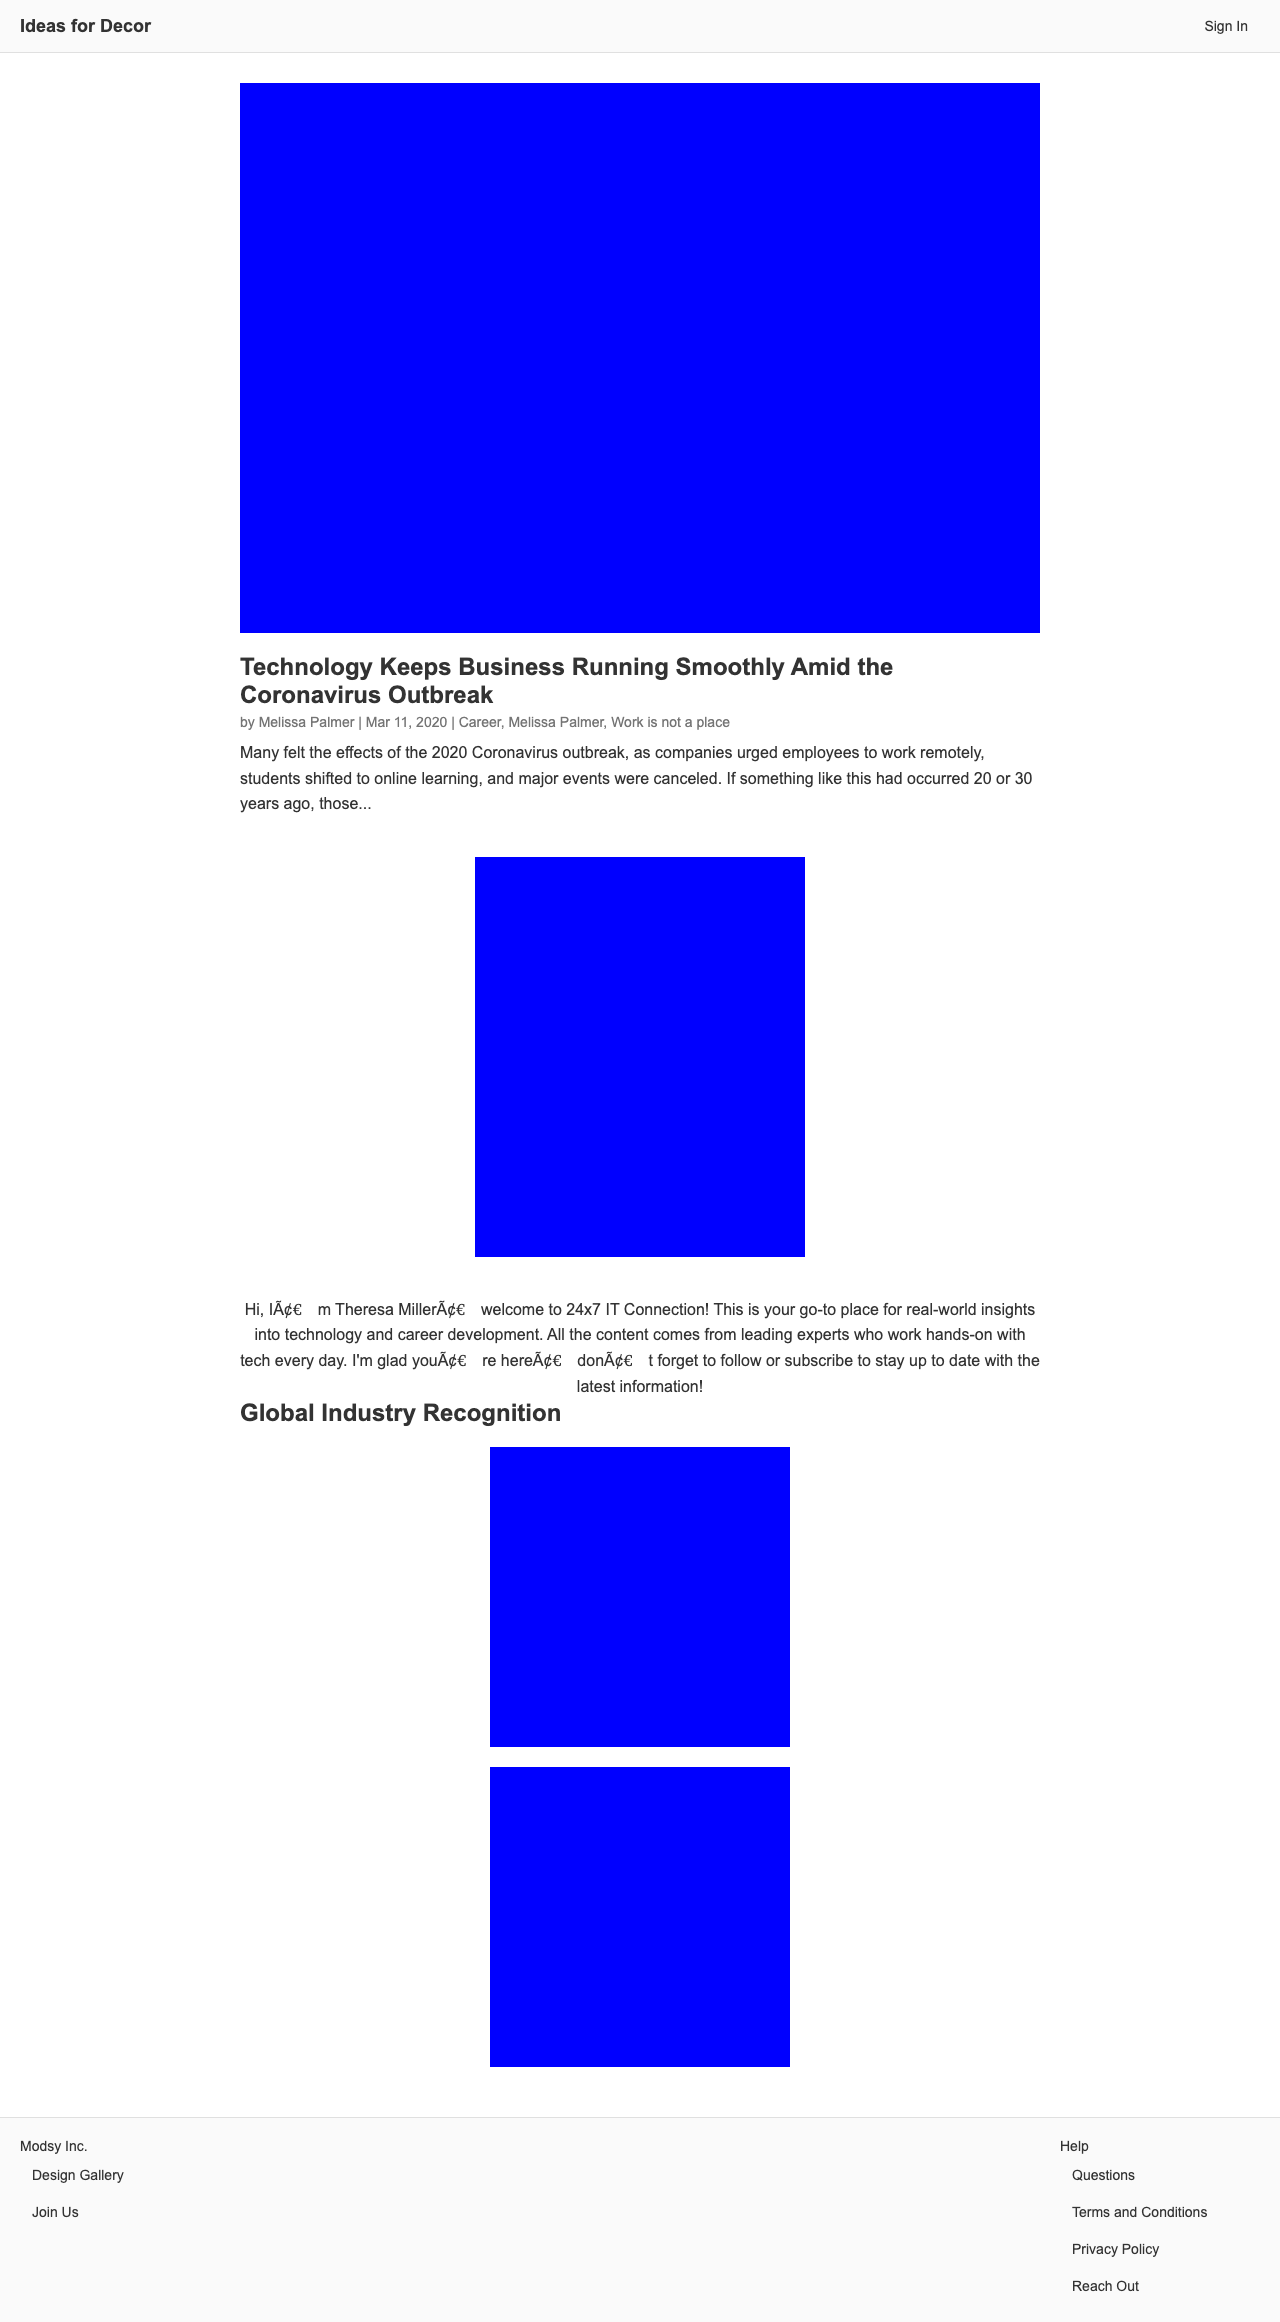 Ideas for Decor
Sign In
Technology Keeps Business Running Smoothly Amid the
Coronavirus Outbreak
by Melissa Palmer | Mar 11, 2020 | Career, Melissa Palmer, Work is not a place
Many felt the effects of the 2020 Coronavirus outbreak, as companies urged employees to work remotely,
students shifted to online learning, and major events were canceled. If something like this had occurred 20 or 30
years ago, those...
Hi, IÃ¢€ m Theresa MillerÃ¢€ welcome to 24x7 IT Connection! This is your go-to place for real-world insights
into technology and career development. All the content comes from leading experts who work hands-on with
tech every day. I'm glad youÃ¢€ re hereÃ¢€ donÃ¢€ t forget to follow or subscribe to stay up to date with the
latest information!
Global Industry Recognition
Modsy Inc.
Design Gallery
Join Us
Help
Questions
Terms and Conditions
Privacy Policy
Reach Out